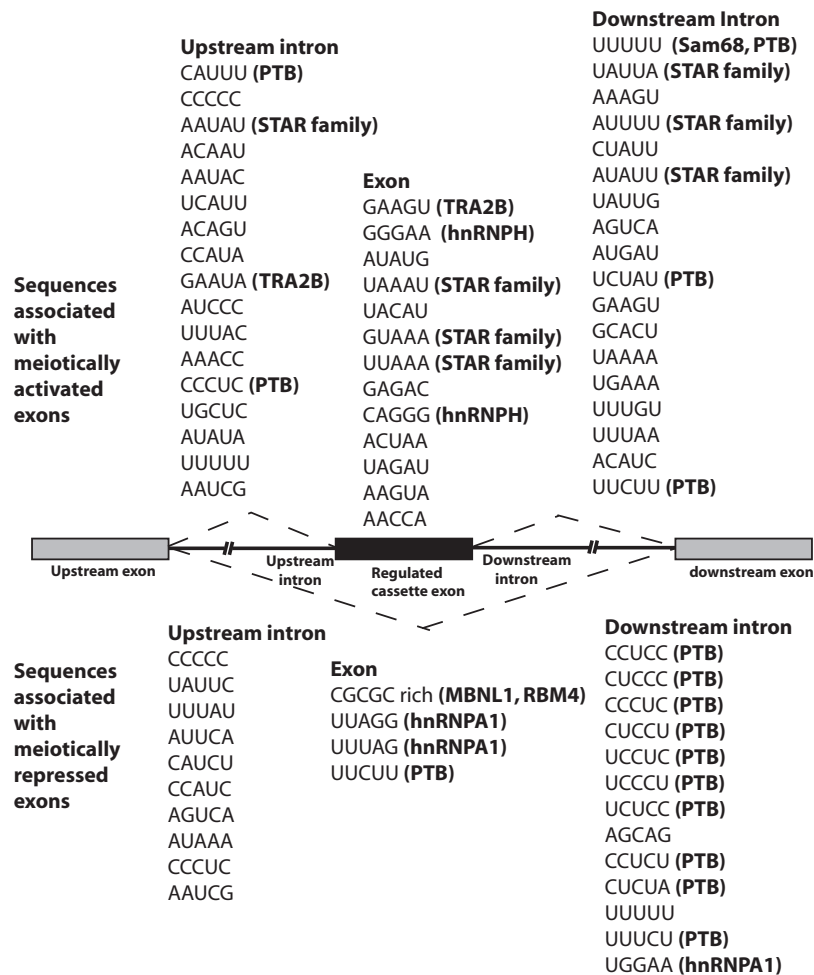 Sequences
associated
with
meiotically
activated
exons
Upstream intron
CAUUU (PTB)
CCCCC
AAUAU (STAR family)
ACAAU
AAUAC
UCAUU
ACAGU
CCAUA
GAAUA (TRA2B)
AUCCC
UUUAC
AAACC
CCCUC (PTB)
UGCUC
AUAUA
UUUUU
AAUCG
Exon
GAAGU (TRA2B)
GGGAA (hnRNPH)
AUAUG
UAAAU (STAR family)
UACAU
GUAAA (STAR family)
UUAAA (STAR family)
GAGAC
CAGGG (hnRNPH)
ACUAA
UAGAU
AAGUA
AACCA
Downstream Intron
UUUUU (Sam68, PTB)
UAUUA (STAR family)
AAAGU
AUUUU (STAR family)
CUAUU
AUAUU (STAR family)
UAUUG
AGUCA
AUGAU
UCUAU (PTB)
GAAGU
GCACU
UAAAA
UGAAA
UUUGU
UUUAA
ACAUC
UUCUU (PTB)
Upstream exon
Upstream
intron
Regulated
cassette exon
Downstream
intron
downstream exon
Sequences
associated
with
meiotically
repressed
exons
Upstream intron
CCCCC
UAUUC
UUUAU
AUUCA
CAUCU
CCAUC
AGUCA
AUAAA
CCCUC
AAUCG
Exon
CGCGC rich (MBNL1, RBM4)
UUAGG (hnRNPA1)
UUUAG (hnRNPA1)
UUCUU (PTB)
Downstream intron
CCUCC (PTB)
CUCCC (PTB)
CCCUC (PTB)
CUCCU (PTB)
UCCUC (PTB)
UCCCU (PTB)
UCUCC (PTB)
AGCAG
CCUCU (PTB)
CUCUA (PTB)
UUUUU
UUUCU (PTB)
UGGAA (hnRNPA1)